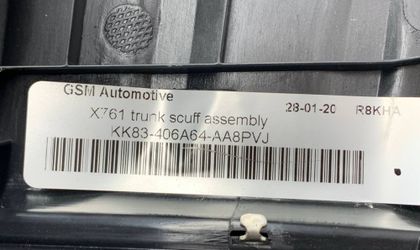 GSM Automotive
28-01-20 R8KHA
X761 trunk scuff assembly
KK83-406A64-AA8PVJ